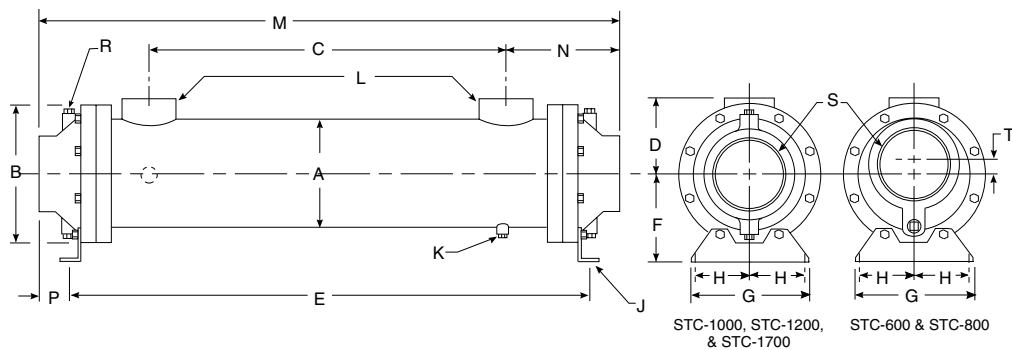 M
R
C
N
L
S
T
B
A
D
F
K
P
E
J
H
H
G
H
H
G
STC-1000, STC-1200,
& STC-1700
STC-600 & STC-800